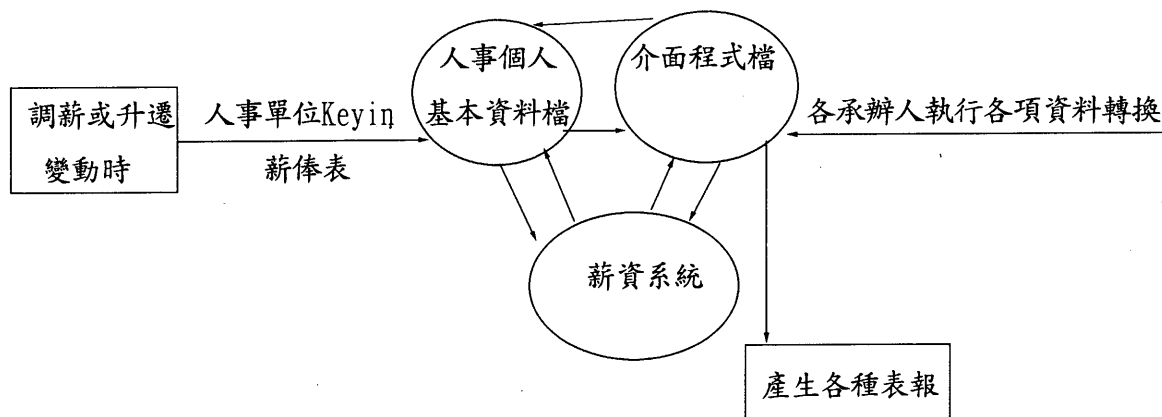 人事個人
基本資料檔
介面程式檔
調薪或升遷
變動時
人事單位Keyin
薪俸表
各承辦人執行各項資料轉換
薪資系統
產生各種表報